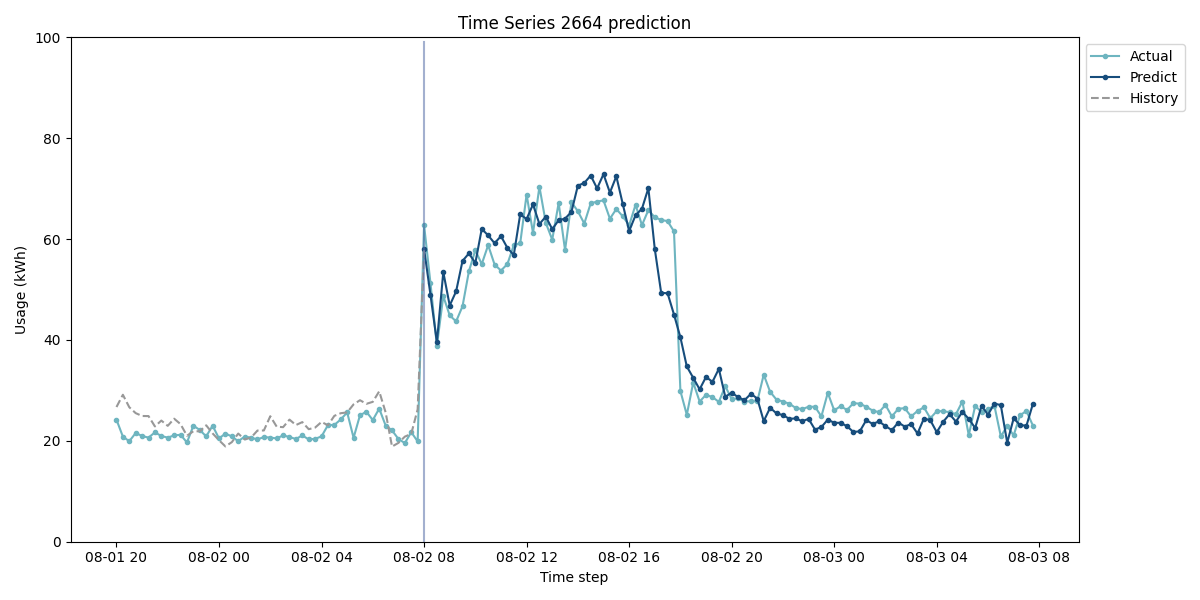 Time Series 2664 prediction
100
80
60
40
20
0
Usage (kWh)
08-01 20
08-02 00
08-02 04
08-02 08
08-02 12
08-02 16
08-02 20
08-03 00
08-03 04
08-03 08
Time step
Actual
Predict
History